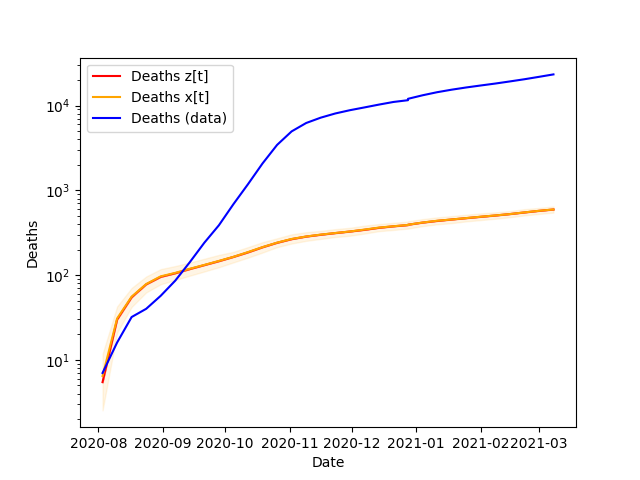 Deaths z[t]
Deaths x[t]
Deaths (data)
10^4
10^3
10^2
10^1
Deaths
2020-08 2020-09 2020-10 2020-11 2020-12 2021-01 2021-02 2021-03
Date